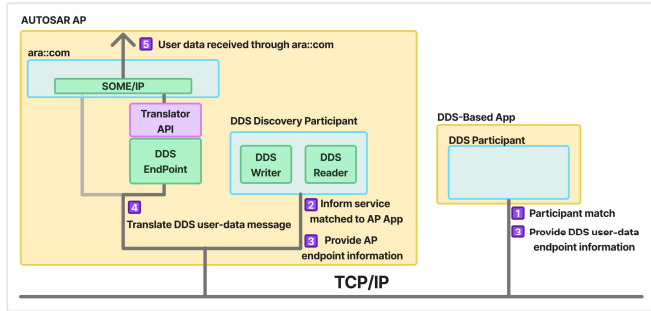 AUTOSAR AP
5 User data received through ara::com
ara::com
SOME/IP
Translator
API
DDS
EndPoint
DDS Discovery Participant
DDS
Writer
DDS
Reader
4
Translate DDS user-data message
2 Inform service
matched to AP App
3 Provide AP
endpoint information
DDS-Based App
DDS Participant
1 Participant match
3 Provide DDS user-data
endpoint information
TCP/IP